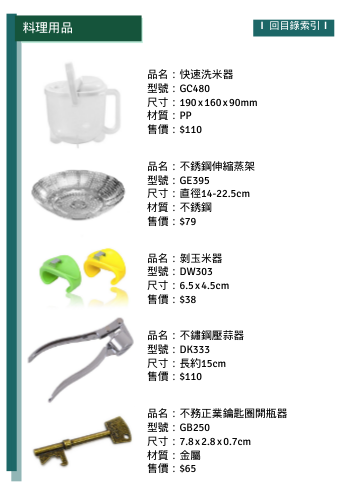 料理用品
I 回目錄索引 I
品名：快速洗米器
型號：GC480
尺寸：190x160x90mm
材質：PP
售價：$110
品名：不銹鋼伸縮蒸架
型號：GE395
尺寸：直徑14-22.5cm
材質：不銹鋼
售價：$79
品名：剝玉米器
型號：DW303
尺寸：6.5x4.5cm
售價：$38
品名：不鏽鋼壓蒜器
型號：DK333
尺寸：長約15cm
售價：$110
品名：不務正業鑰匙圈開瓶器
型號：GB250
尺寸：7.8x2.8x0.7cm
材質：金屬
售價：$65